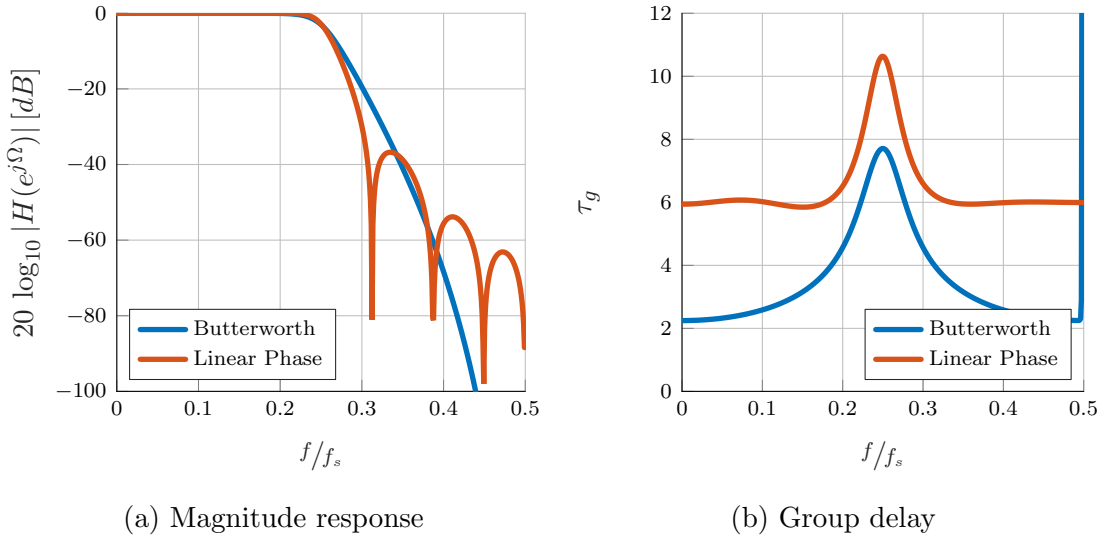 0
−20
−40
−60
−80
−100
0
0.1
0.2
0.3
0.4
0.5
20 log10 |H(e^jΩ)| [dB]
f/fs
Butterworth
Linear Phase
(a) Magnitude response
12
10
8
6
4
2
0
0
0.1
0.2
0.3
0.4
0.5
τg
f/fs
Butterworth
Linear Phase
(b) Group delay